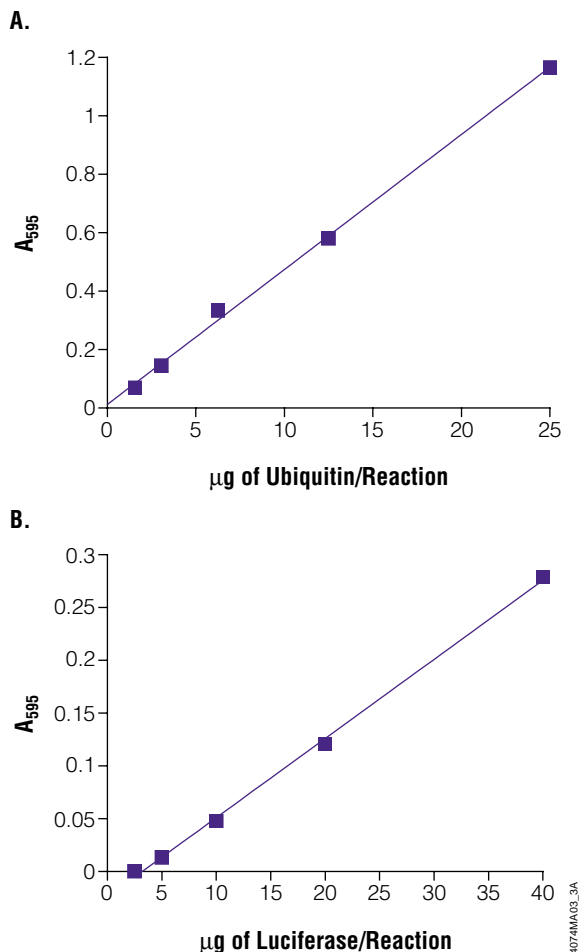 A.
1.2
1
0.8
0.6
0.4
0.2
0
A595
0 5 10 15 20 25
µg of Ubiquitin/Reaction
B.
0.3
0.25
0.2
0.15
0.1
0.05
0
A595
0 5 10 15 20 25 30 35 40
µg of Luciferase/Reaction
4074MA03_3A